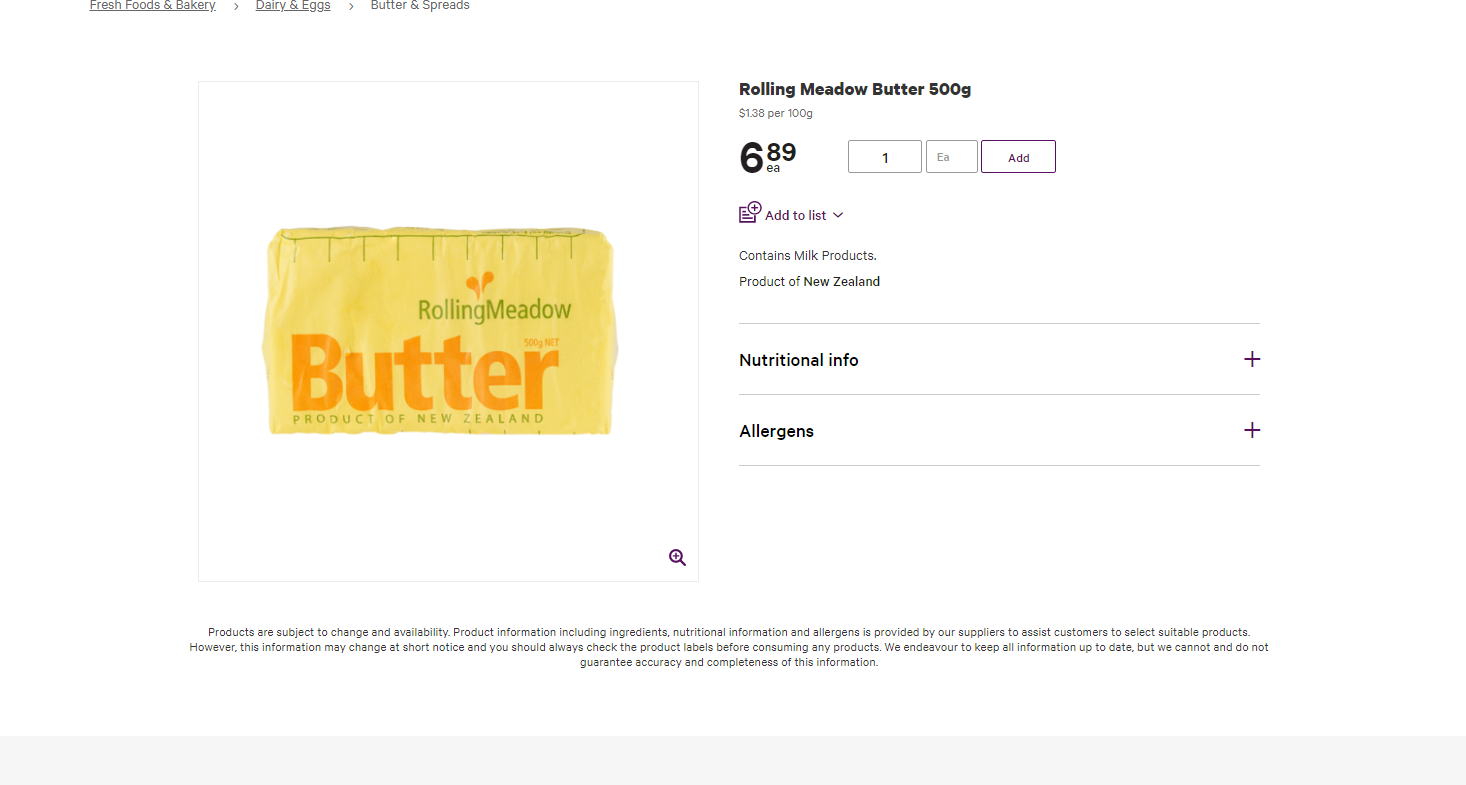 Fresh Foods & Bakery > Dairy & Eggs > Butter & Spreads
Rolling Meadow Butter 500g
$1.38 per 100g
6 89
ea
1
Ea
Add
Add to list
Contains Milk Products.
Product of New Zealand
Nutritional info
Allergens
RollingMeadow
500g NET
Butter
PRODUCT OF NEW ZEALAND
Products are subject to change and availability. Product information including ingredients, nutritional information and allergens is provided by our suppliers to assist customers to select suitable products.
However, this information may change at short notice and you should always check the product labels before consuming any products. We endeavour to keep all information up to date, but we cannot and do not
guarantee accuracy and completeness of this information.